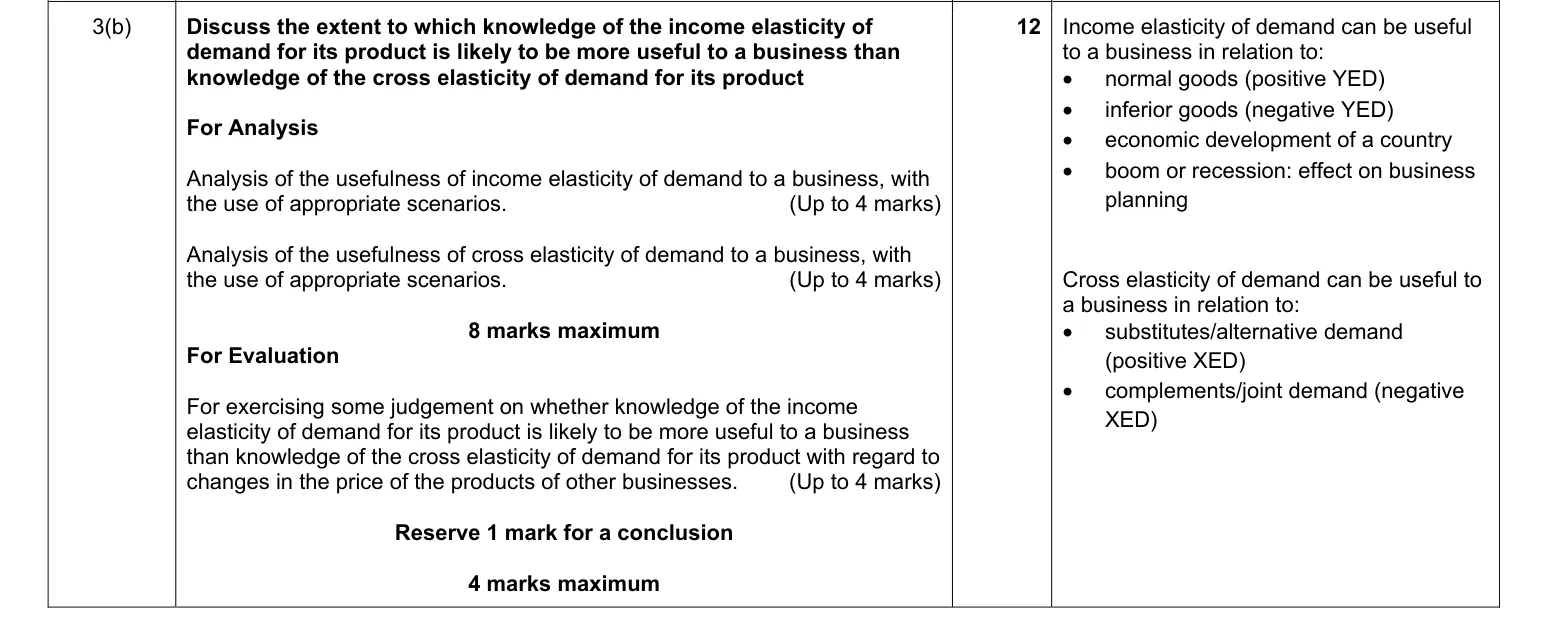 3(b)
Discuss the extent to which knowledge of the income elasticity of
demand for its product is likely to be more useful to a business than
knowledge of the cross elasticity of demand for its product
For Analysis
Analysis of the usefulness of income elasticity of demand to a business, with
the use of appropriate scenarios. (Up to 4 marks)
Analysis of the usefulness of cross elasticity of demand to a business, with
the use of appropriate scenarios. (Up to 4 marks)
8 marks maximum
For Evaluation
For exercising some judgement on whether knowledge of the income
elasticity of demand for its product is likely to be more useful to a business
than knowledge of the cross elasticity of demand for its product with regard to
changes in the price of the products of other businesses. (Up to 4 marks)
Reserve 1 mark for a conclusion
4 marks maximum
12
Income elasticity of demand can be useful
to a business in relation to:
• normal goods (positive YED)
• inferior goods (negative YED)
• economic development of a country
• boom or recession: effect on business
planning
Cross elasticity of demand can be useful to
a business in relation to:
• substitutes/alternative demand
(positive XED)
• complements/joint demand (negative
XED)